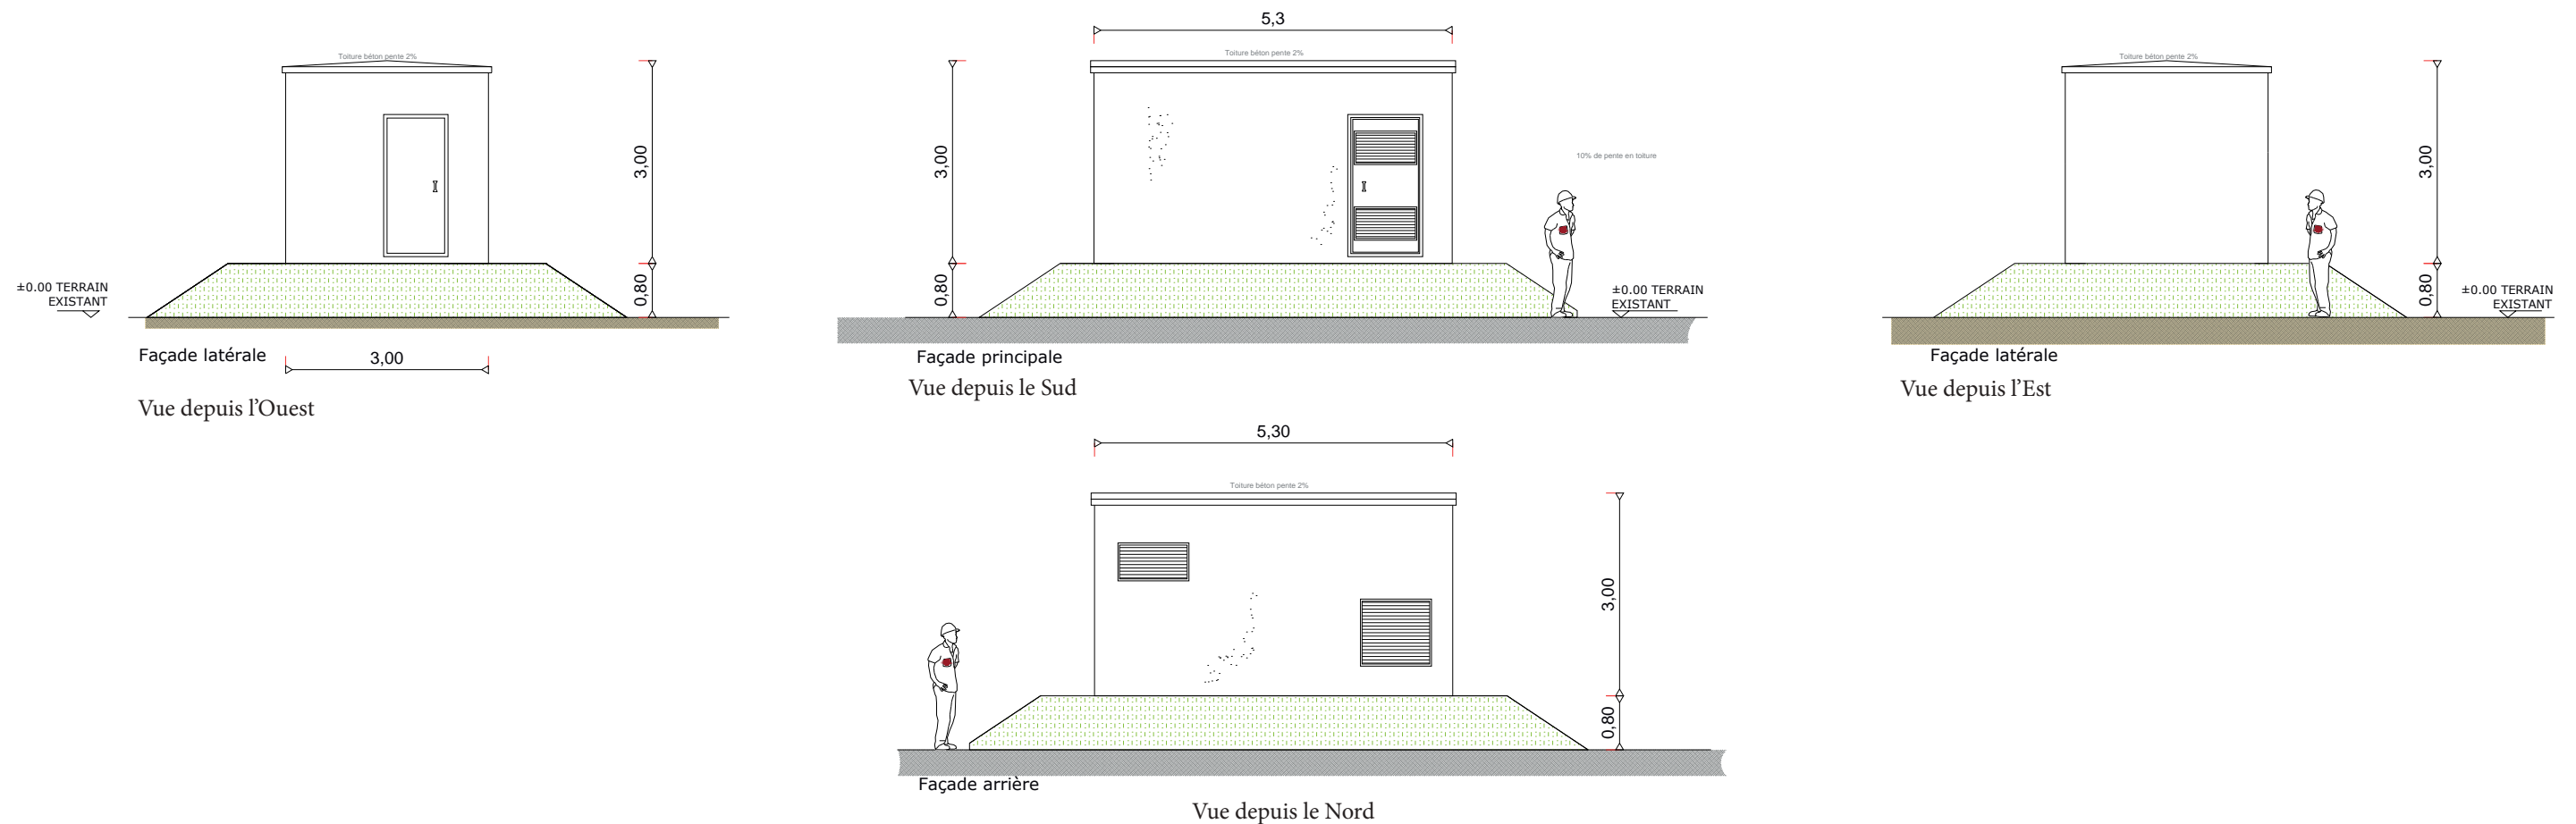 Toiture béton pente 2%
3,00
0,80
±0.00 TERRAIN
EXISTANT
Façade latérale
3,00
Vue depuis l'Ouest
5,3
Toiture béton pente 2%
3,00
0,80
10% de pente en toiture
±0.00 TERRAIN
EXISTANT
Façade principale
Vue depuis le Sud
Toiture béton pente 2%
3,00
0,80
±0.00 TERRAIN
EXISTANT
Façade latérale
Vue depuis l'Est
5,30
Toiture béton pente 2%
3,00
0,80
Façade arrière
Vue depuis le Nord